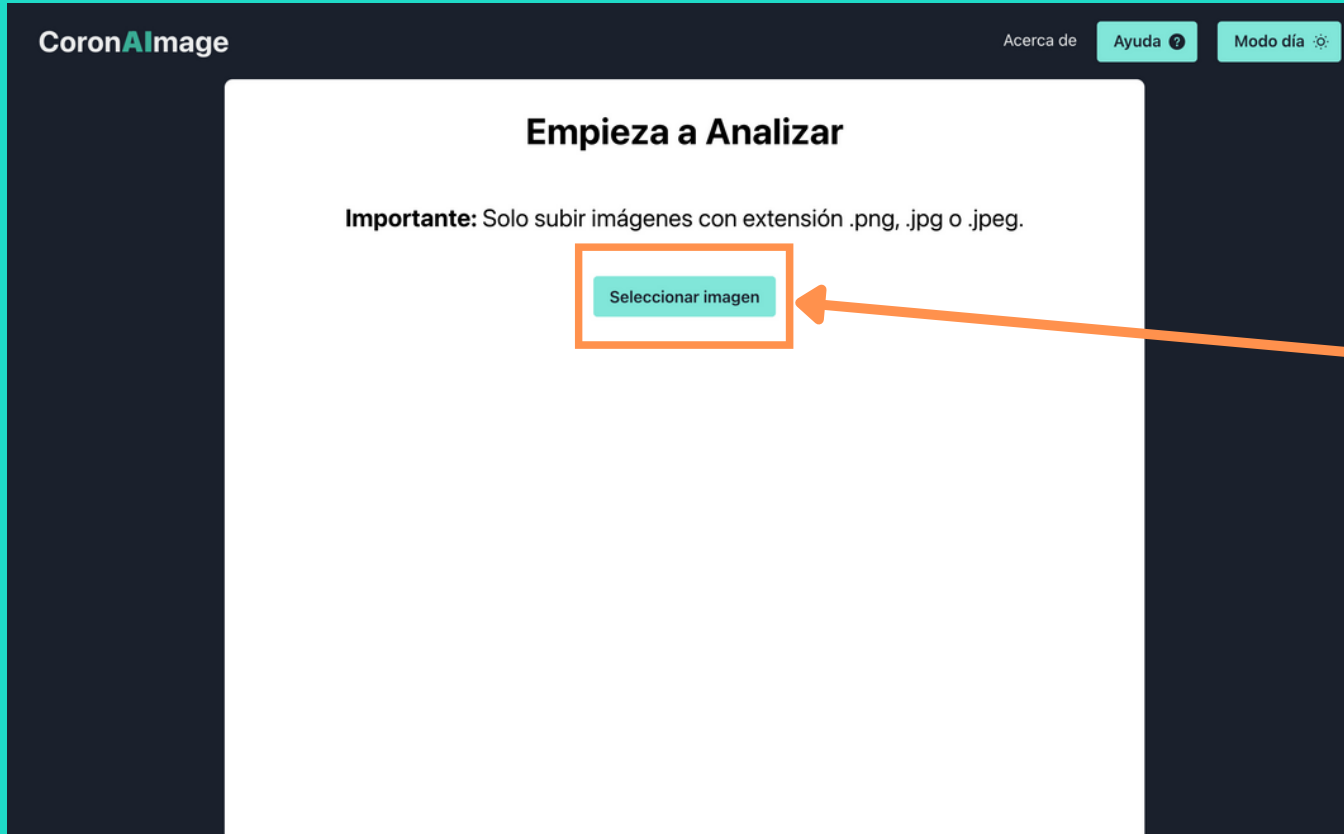 CoronAImage
Acerca de
Ayuda ?
Modo día
Empieza a Analizar
Importante: Solo subir imágenes con extensión .png, .jpg o .jpeg.
Seleccionar imagen